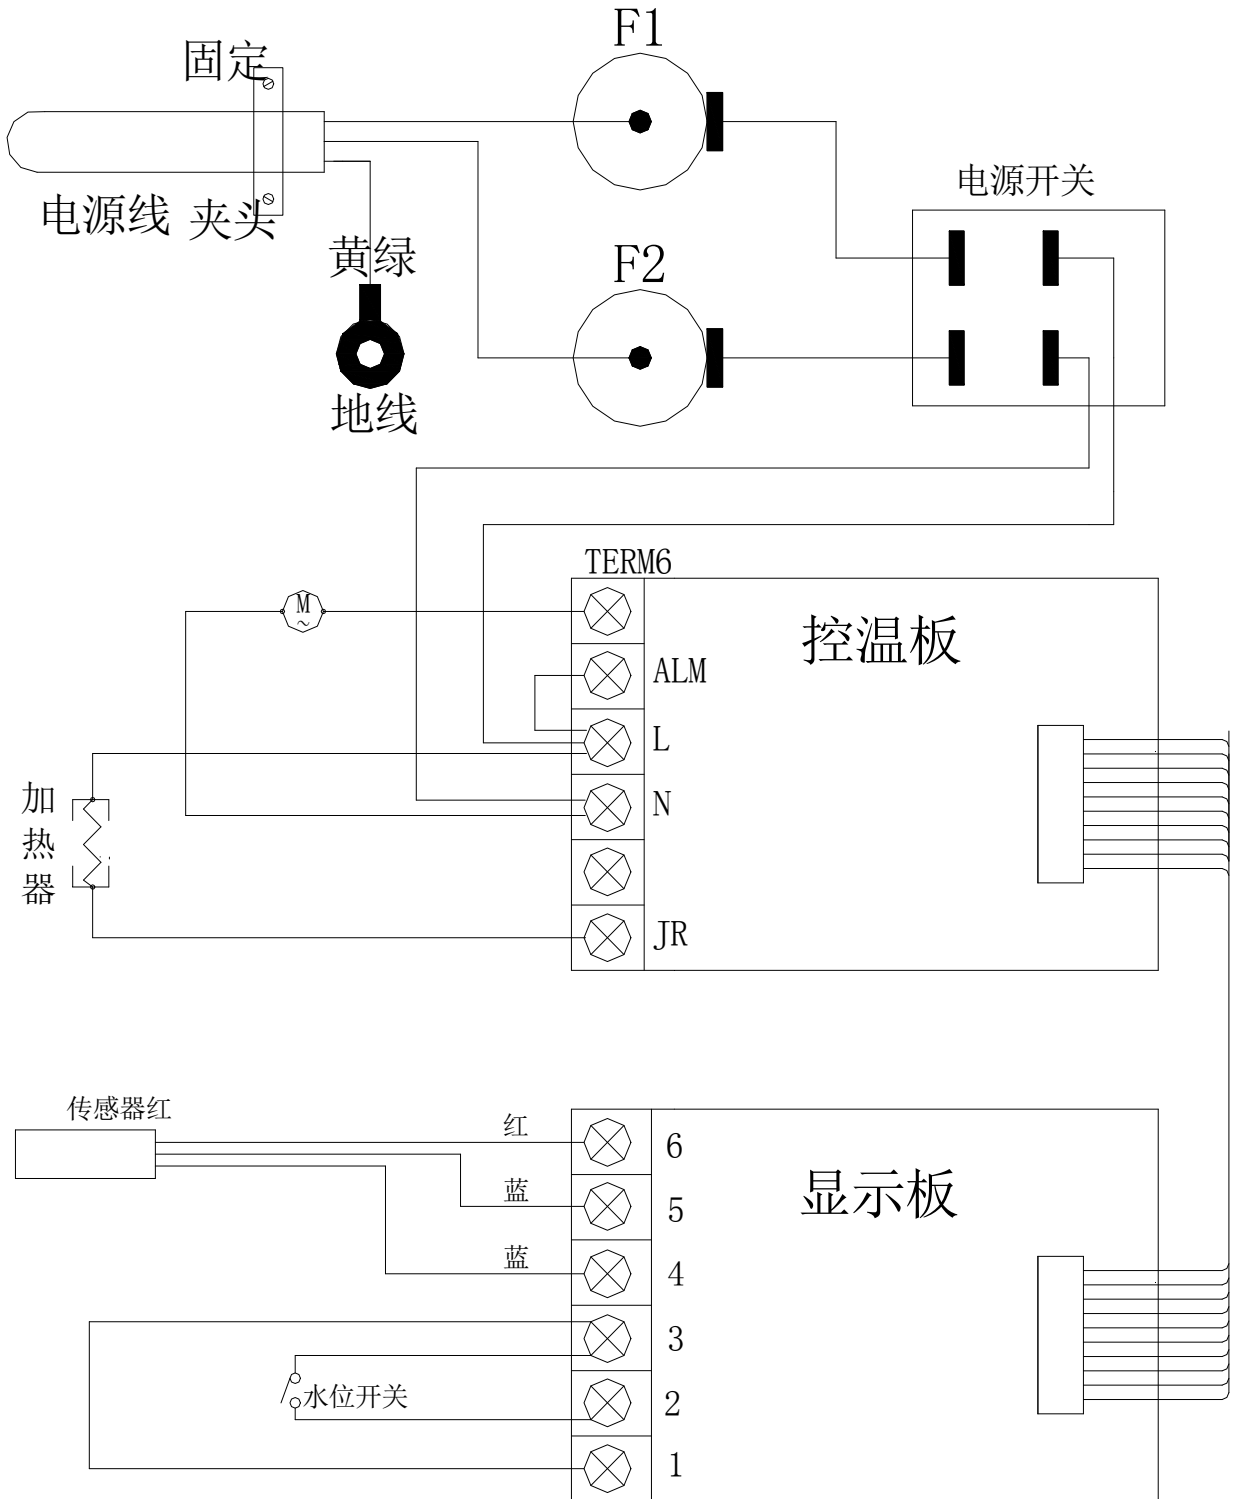 F1
固定
电源线 夹头
电源开关
黄绿
F2
地线
TERM6
M
~
控温板
ALM
L
加热器
N
JR
传感器红
红
6
显示板
蓝
5
蓝
4
3
水位开关
2
1